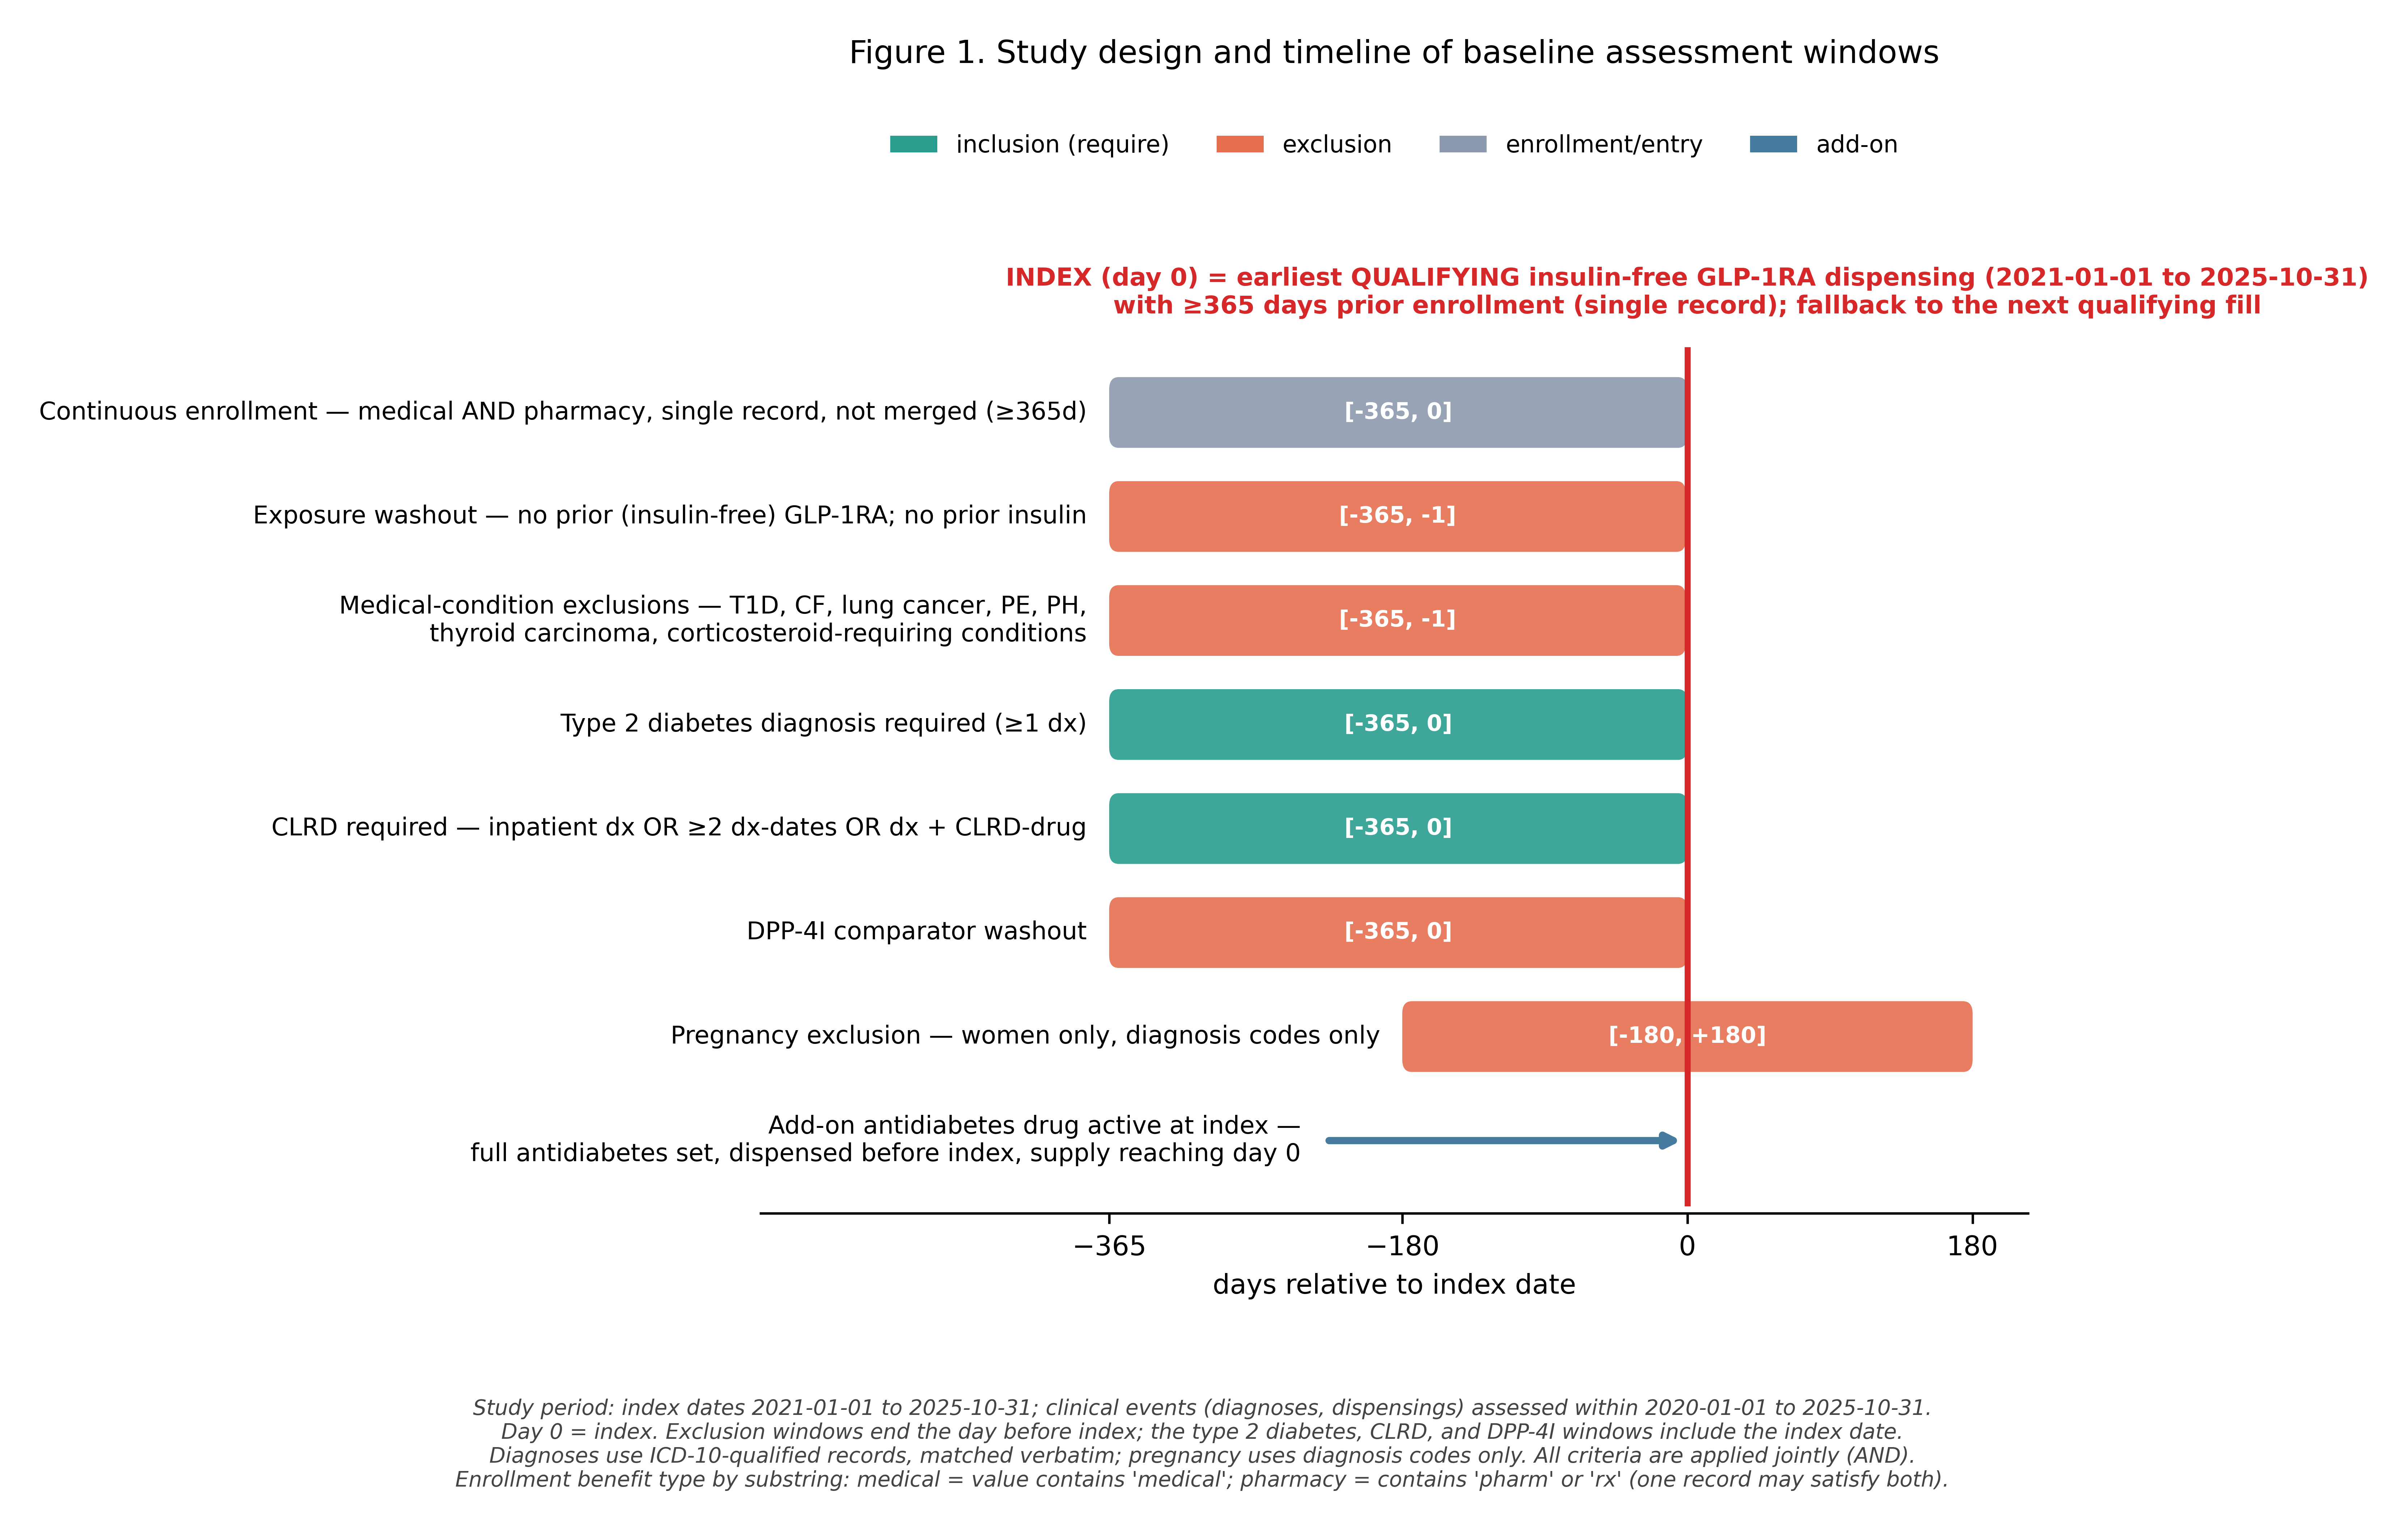 Figure 1. Study design and timeline of baseline assessment windows
inclusion (require)
exclusion
enrollment/entry
add-on
INDEX (day 0) = earliest QUALIFYING insulin-free GLP-1RA dispensing (2021-01-01 to 2025-10-31)
with ≥365 days prior enrollment (single record); fallback to the next qualifying fill
Continuous enrollment — medical AND pharmacy, single record, not merged (≥365d)
[-365, 0]
Exposure washout — no prior (insulin-free) GLP-1RA; no prior insulin
[-365, -1]
Medical-condition exclusions — T1D, CF, lung cancer, PE, PH,
thyroid carcinoma, corticosteroid-requiring conditions
[-365, -1]
Type 2 diabetes diagnosis required (≥1 dx)
[-365, 0]
CLRD required — inpatient dx OR ≥2 dx-dates OR dx + CLRD-drug
[-365, 0]
DPP-4I comparator washout
[-365, 0]
Pregnancy exclusion — women only, diagnosis codes only
[-180, +180]
Add-on antidiabetes drug active at index —
full antidiabetes set, dispensed before index, supply reaching day 0
−365
−180
0
180
days relative to index date
Study period: index dates 2021-01-01 to 2025-10-31; clinical events (diagnoses, dispensings) assessed within 2020-01-01 to 2025-10-31.
Day 0 = index. Exclusion windows end the day before index; the type 2 diabetes, CLRD, and DPP-4I windows include the index date.
Diagnoses use ICD-10-qualified records, matched verbatim; pregnancy uses diagnosis codes only. All criteria are applied jointly (AND).
Enrollment benefit type by substring: medical = value contains 'medical'; pharmacy = contains 'pharm' or 'rx' (one record may satisfy both).